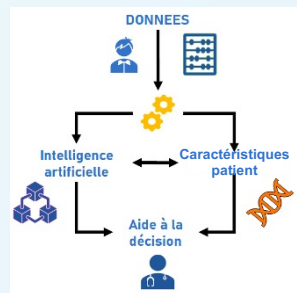 DONNEES
Intelligence
artificielle
Caractéristiques
patient
Aide à la
décision